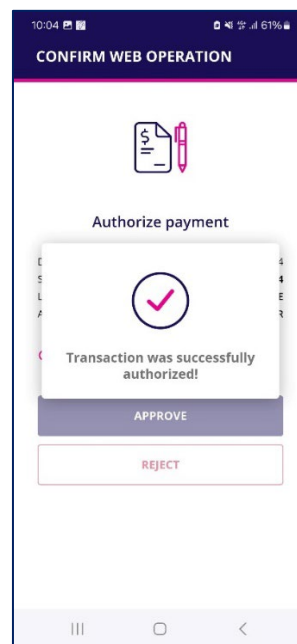 10:04
61%
CONFIRM WEB OPERATION
$
Authorize payment
Transaction was successfully
authorized!
APPROVE
REJECT